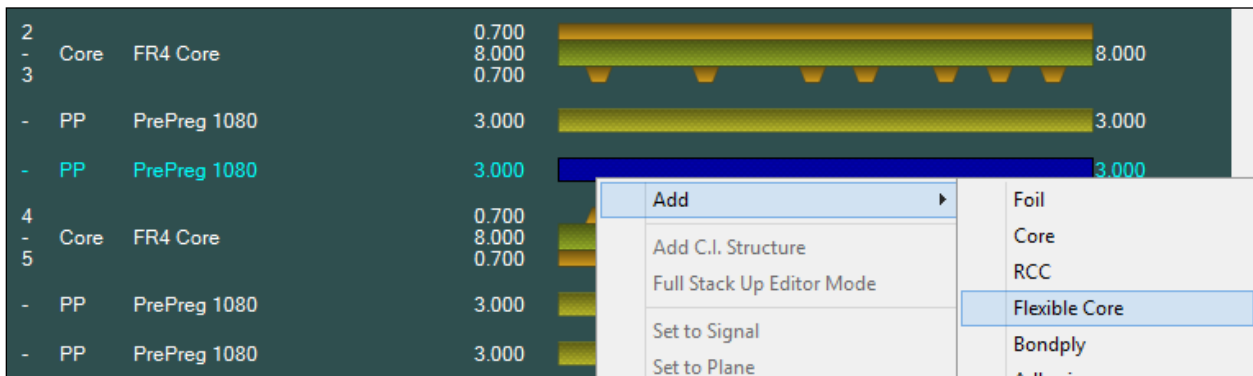 2
0.700
- Core FR4 Core 8.000 8.000
3 0.700
- PP PrePreg 1080 3.000 3.000
- PP PrePreg 1080 3.000 3.000
4 0.700
- Core FR4 Core 8.000
5 0.700
- PP PrePreg 1080 3.000
- PP PrePreg 1080 3.000
Add
Add C.I. Structure
Full Stack Up Editor Mode
Set to Signal
Set to Plane
Foil
Core
RCC
Flexible Core
Bondply